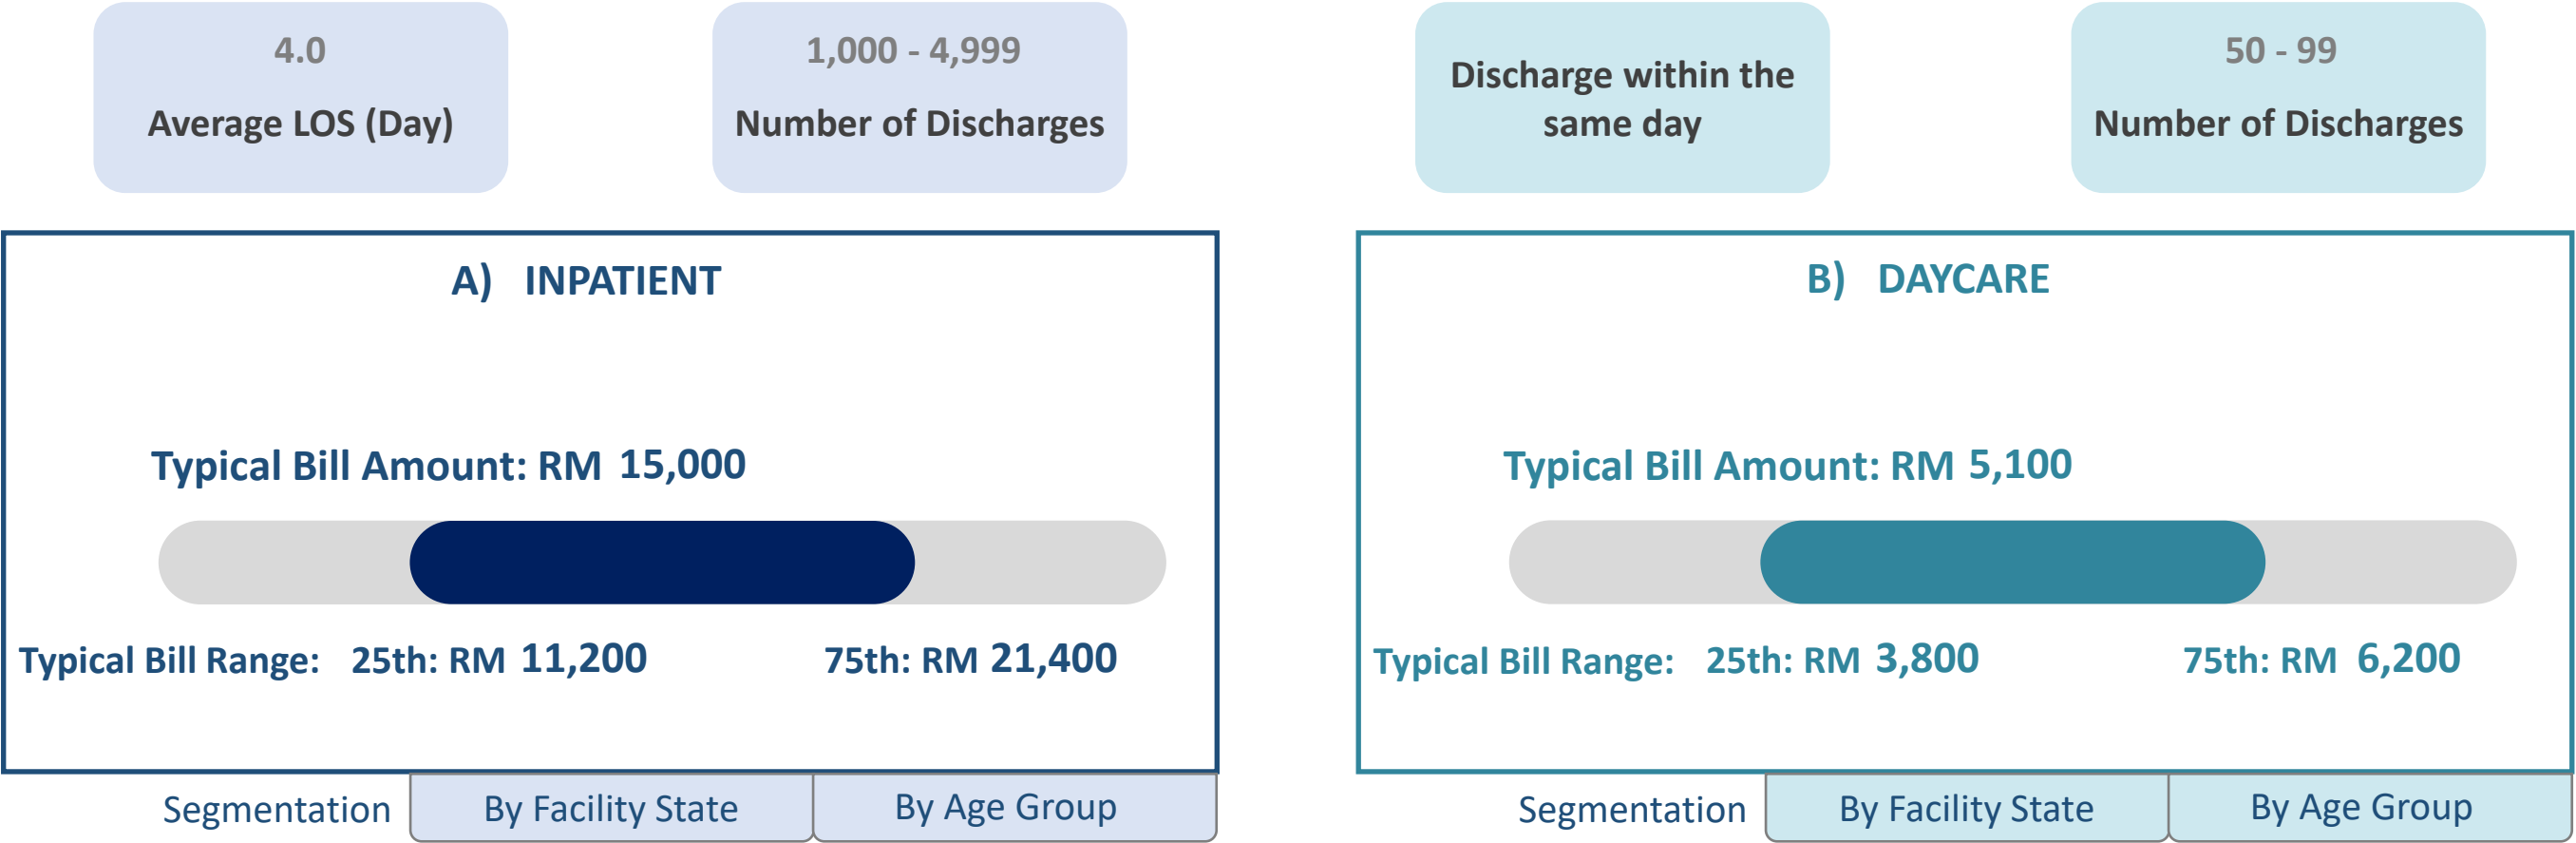 4.0
Average LOS (Day)
1,000 - 4,999
Number of Discharges
Discharge within the
same day
50 - 99
Number of Discharges
A) INPATIENT
Typical Bill Amount: RM 15,000
Typical Bill Range: 25th: RM 11,200 75th: RM 21,400
Segmentation By Facility State By Age Group
B) DAYCARE
Typical Bill Amount: RM 5,100
Typical Bill Range: 25th: RM 3,800 75th: RM 6,200
Segmentation By Facility State By Age Group